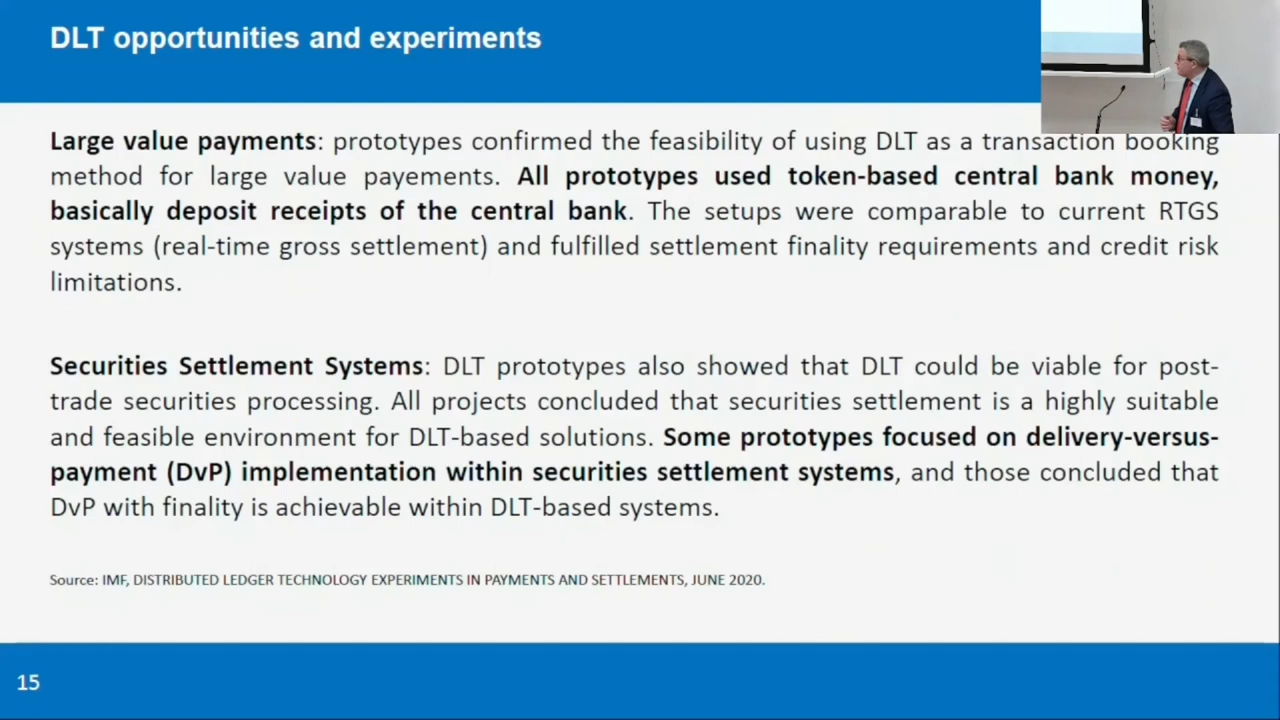 DLT opportunities and experiments
Large value payments: prototypes confirmed the feasibility of using DLT as a transaction booking
method for large value payements. All prototypes used token-based central bank money,
basically deposit receipts of the central bank. The setups were comparable to current RTGS
systems (real-time gross settlement) and fulfilled settlement finality requirements and credit risk
limitations.
Securities Settlement Systems: DLT prototypes also showed that DLT could be viable for post-
trade securities processing. All projects concluded that securities settlement is a highly suitable
and feasible environment for DLT-based solutions. Some prototypes focused on delivery-versus-
payment (DvP) implementation within securities settlement systems, and those concluded that
DvP with finality is achievable within DLT-based systems.
Source: IMF, DISTRIBUTED LEDGER TECHNOLOGY EXPERIMENTS IN PAYMENTS AND SETTLEMENTS, JUNE 2020.
15